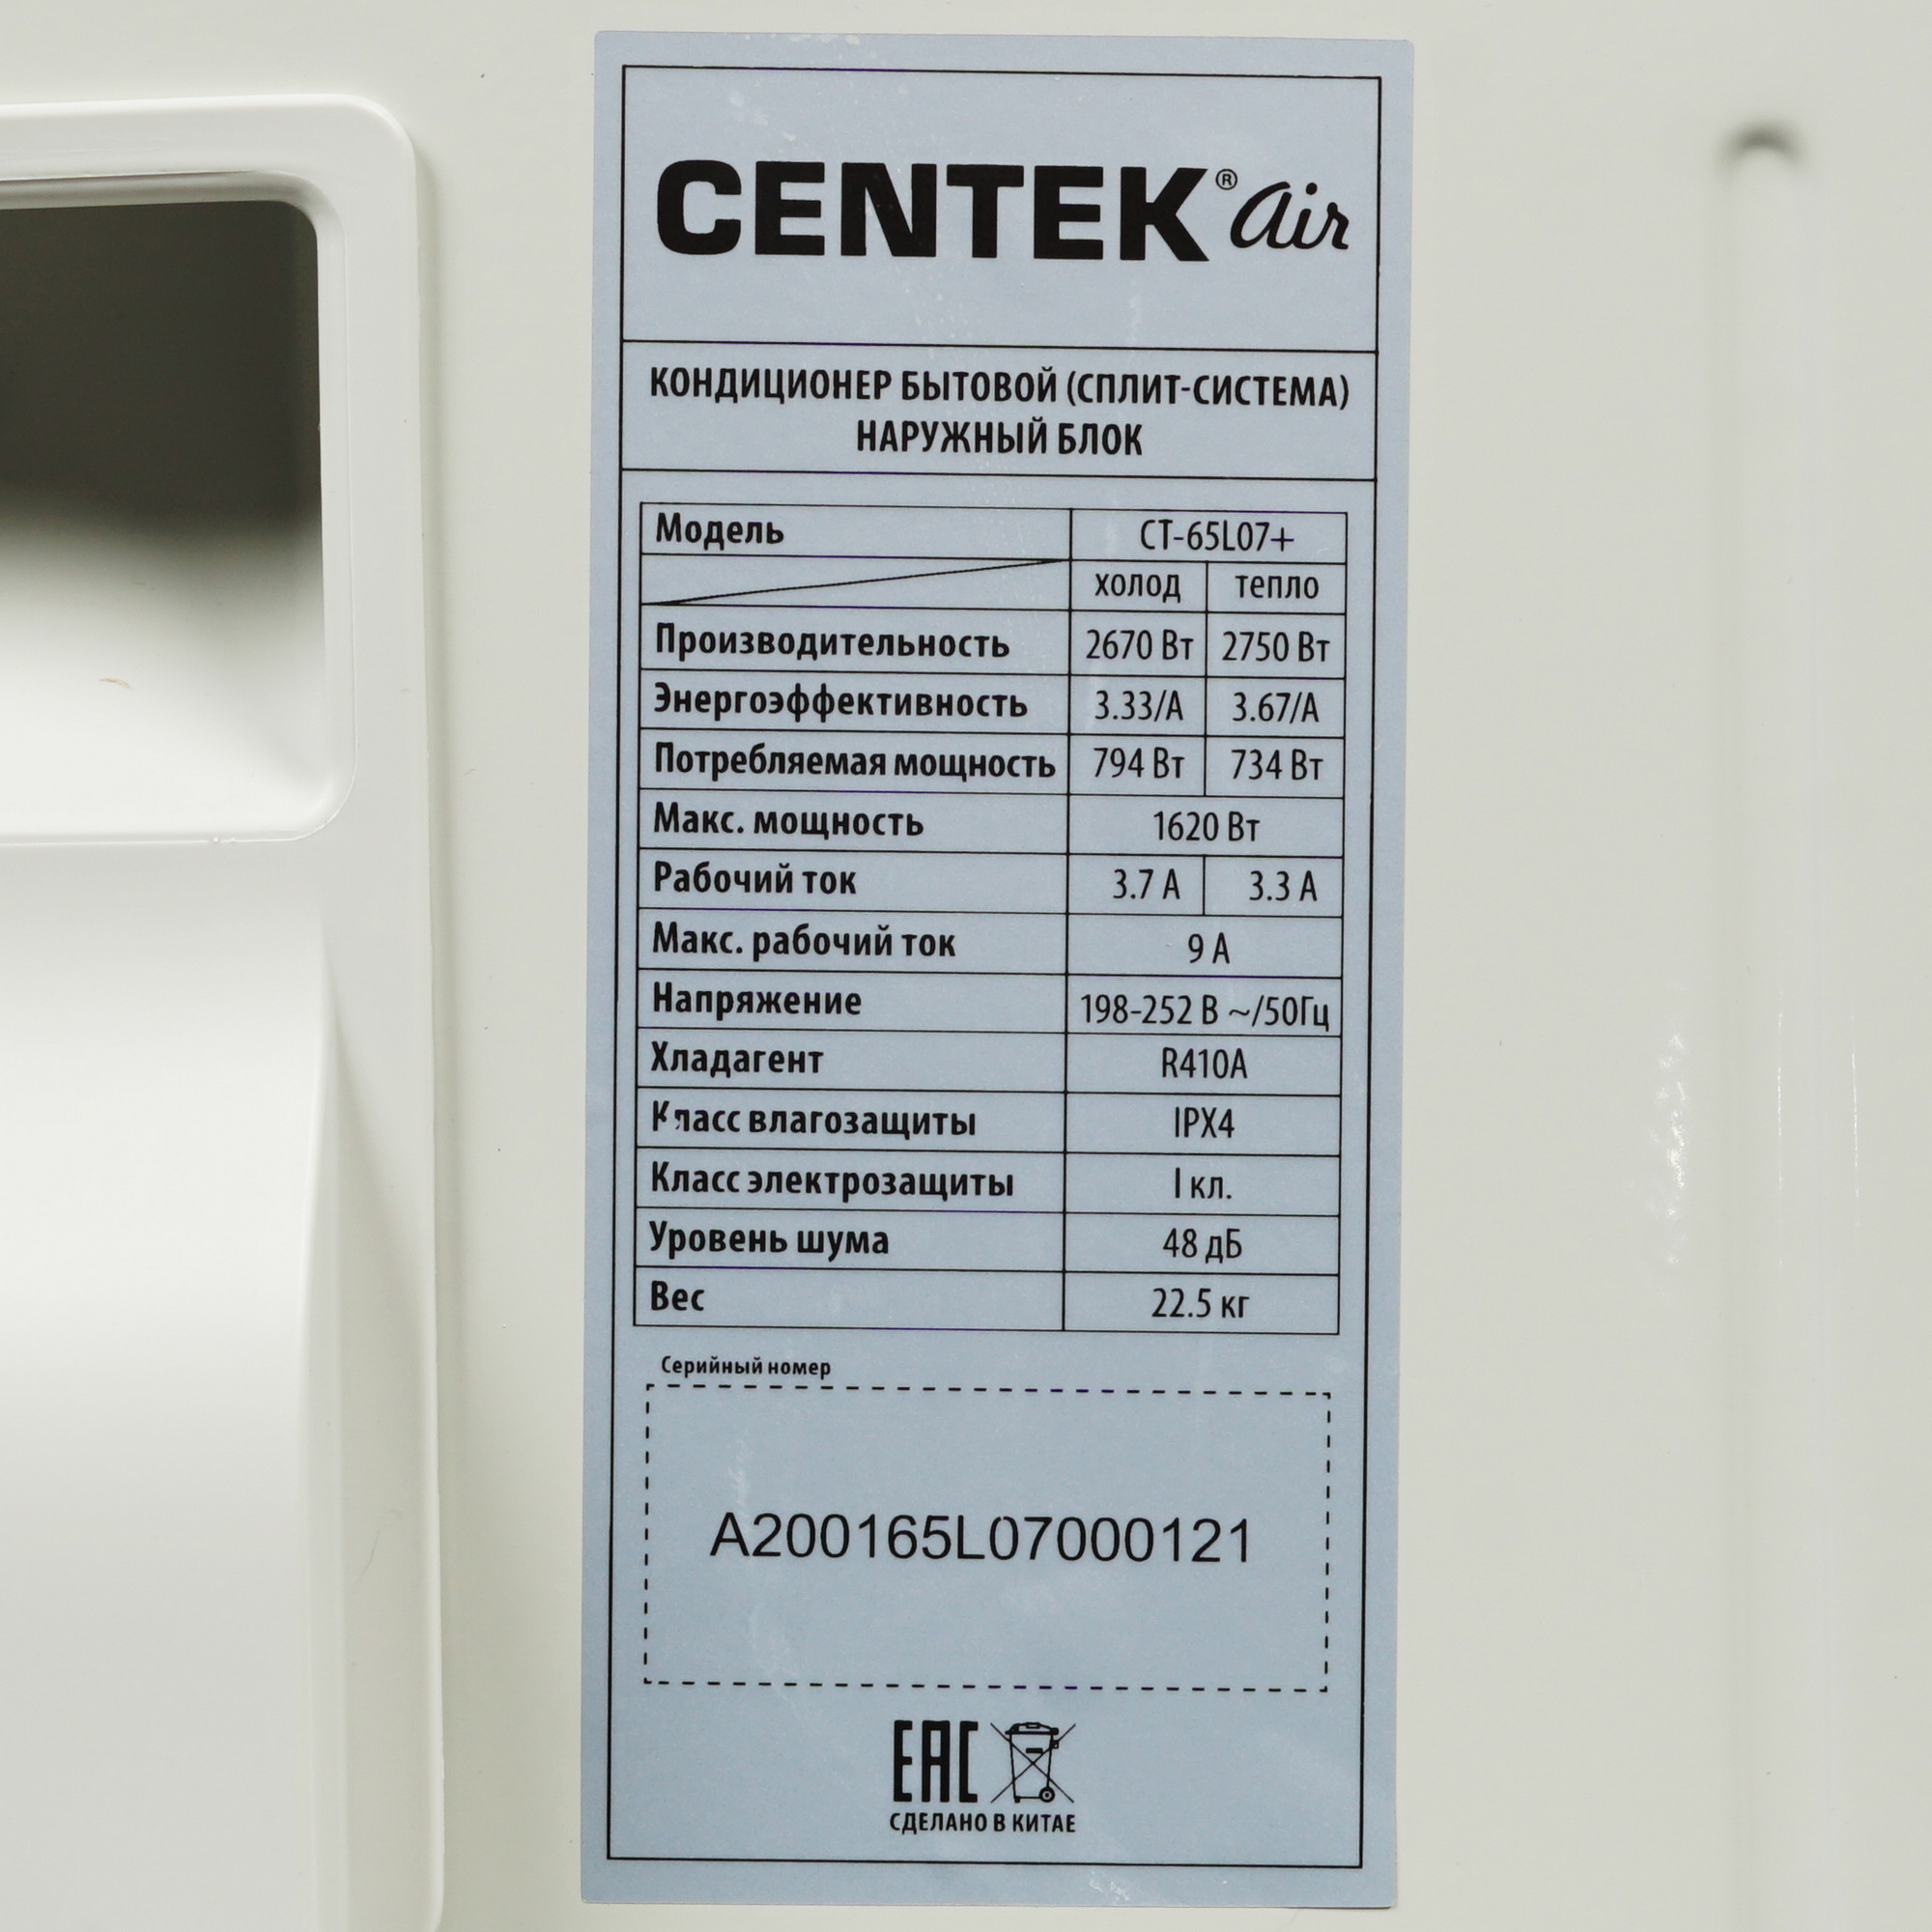 CENTEK® air
КОНДИЦИОНЕР БЫТОВОЙ (СПЛИТ-СИСТЕМА)
НАРУЖНЫЙ БЛОК
Модель CT-65L07+
холод тепло
Производительность 2670 Вт 2750 Вт
Энергоэффективность 3.33/A 3.67/A
Потребляемая мощность 794 Вт 734 Вт
Макс. мощность 1620 Вт
Рабочий ток 3.7 А 3.3 А
Макс. рабочий ток 9 А
Напряжение 198-252 В ~/50Гц
Хладагент R410A
Класс влагозащиты IPX4
Класс электрозащиты I кл.
Уровень шума 48 дБ
Вес 22.5 кг
Серийный номер
A200165L07000121
EAC
СДЕЛАНО В КИТАЕ